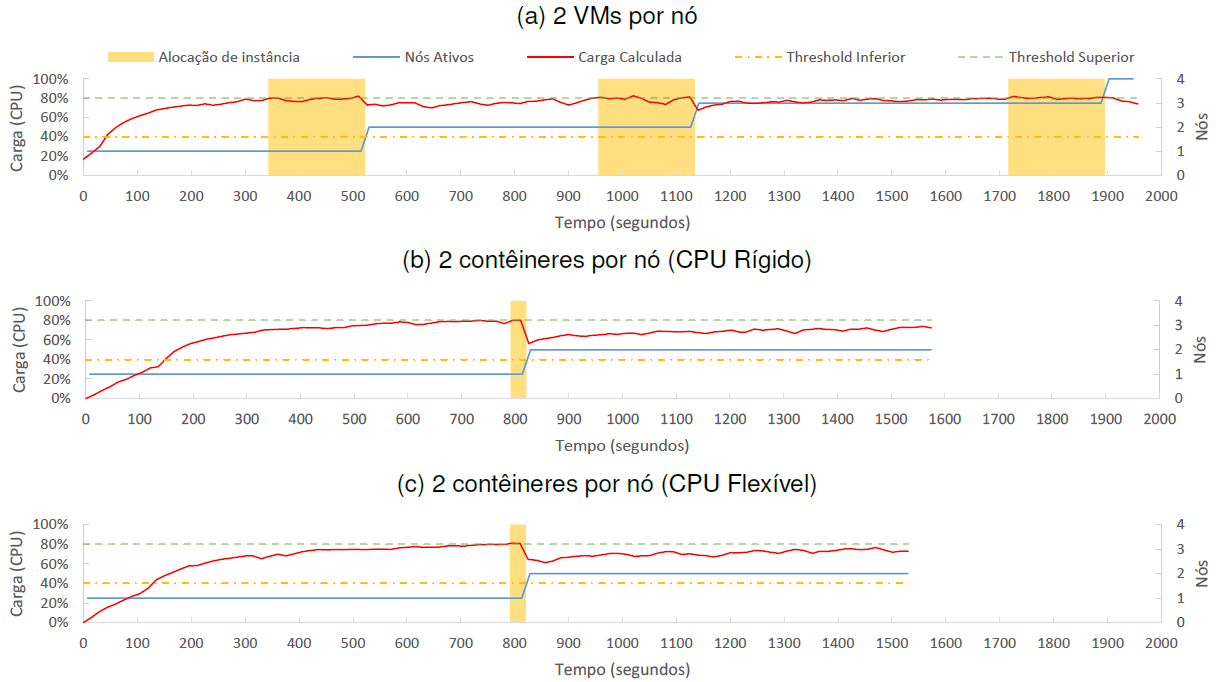 (a) 2 VMs por nó
Alocação de instância Nós Ativos Carga Calculada Threshold Inferior Threshold Superior
Carga (CPU)
100%
80%
60%
40%
20%
0%
4
3
2
1
0
Nós
0 100 200 300 400 500 600 700 800 900 1000 1100 1200 1300 1400 1500 1600 1700 1800 1900 2000
Tempo (segundos)
(b) 2 contêineres por nó (CPU Rígido)
Carga (CPU)
100%
80%
60%
40%
20%
0%
4
3
2
1
0
Nós
0 100 200 300 400 500 600 700 800 900 1000 1100 1200 1300 1400 1500 1600 1700 1800 1900 2000
Tempo (segundos)
(c) 2 contêineres por nó (CPU Flexível)
Carga (CPU)
100%
80%
60%
40%
20%
0%
4
3
2
1
0
Nós
0 100 200 300 400 500 600 700 800 900 1000 1100 1200 1300 1400 1500 1600 1700 1800 1900 2000
Tempo (segundos)